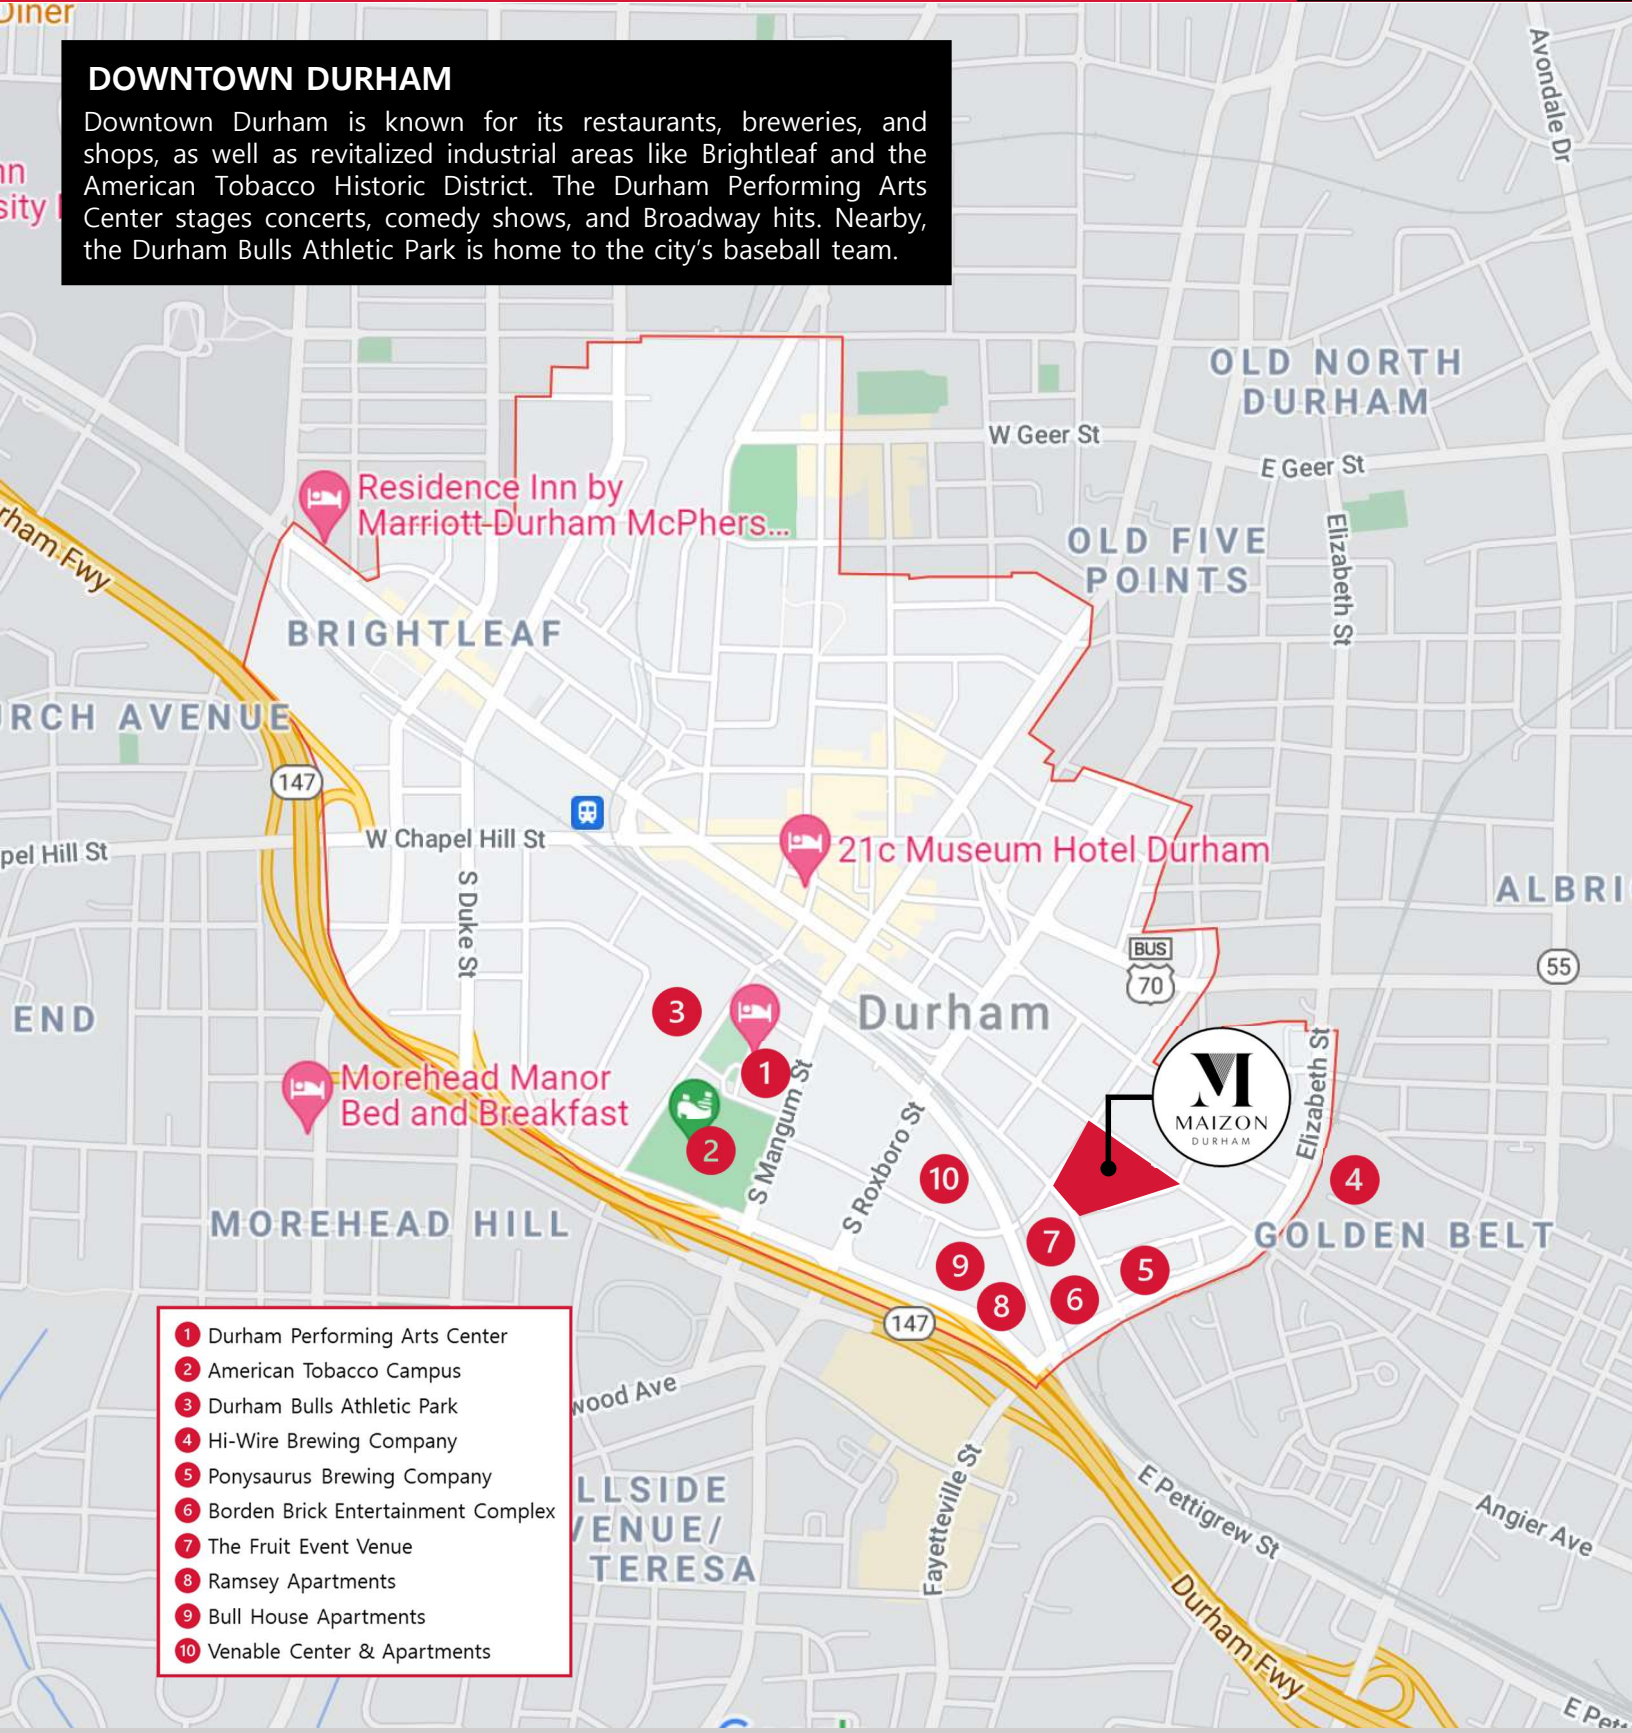 Diner
DOWNTOWN DURHAM
Downtown Durham is known for its restaurants, breweries, and
shops, as well as revitalized industrial areas like Brightleaf and the
American Tobacco Historic District. The Durham Performing Arts
Center stages concerts, comedy shows, and Broadway hits. Nearby,
the Durham Bulls Athletic Park is home to the city's baseball team.
Avondale Dr
OLD NORTH
DURHAM
W Geer St
E Geer St
Residence Inn by
Marriott Durham McPhers...
OLD FIVE
POINTS
Elizabeth St
rham Fwy
BRIGHTLEAF
RCH AVENUE
147
W Chapel Hill St
pel Hill St
21c Museum Hotel Durham
S Duke St
ALBRI
BUS
70
55
END
3
Durham
1
Morehead Manor
Bed and Breakfast
2
S Mangum St
S Roxboro St
10
M
MAIZON
DURHAM
Elizabeth St
4
MOREHEAD HILL
GOLDEN BELT
7
9
5
8
6
147
1 Durham Performing Arts Center
2 American Tobacco Campus
3 Durham Bulls Athletic Park
4 Hi-Wire Brewing Company
5 Ponysaurus Brewing Company
6 Borden Brick Entertainment Complex
7 The Fruit Event Venue
8 Ramsey Apartments
9 Bull House Apartments
10 Venable Center & Apartments
wood Ave
LLSIDE
VENUE/
TERESA
Fayetteville St
E Pettigrew St
Angier Ave
Durham Fwy
E Pet